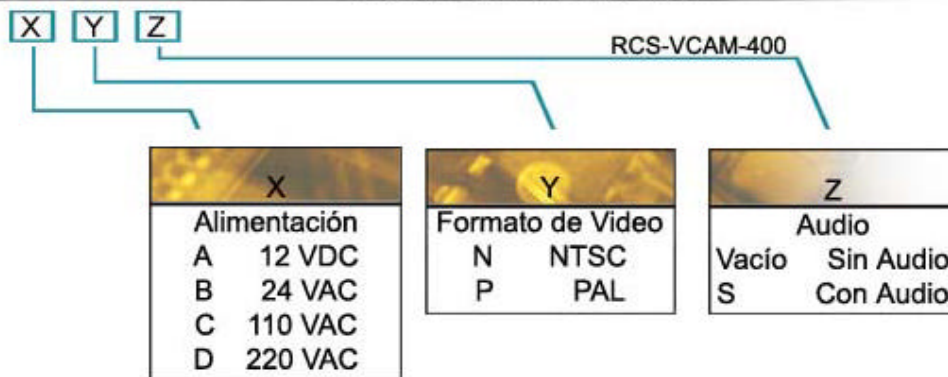 X Y Z
RCS-VCAM-400
X
Alimentación
A 12 VDC
B 24 VAC
C 110 VAC
D 220 VAC
Y
Formato de Video
N NTSC
P PAL
Z
Audio
Vacío Sin Audio
S Con Audio